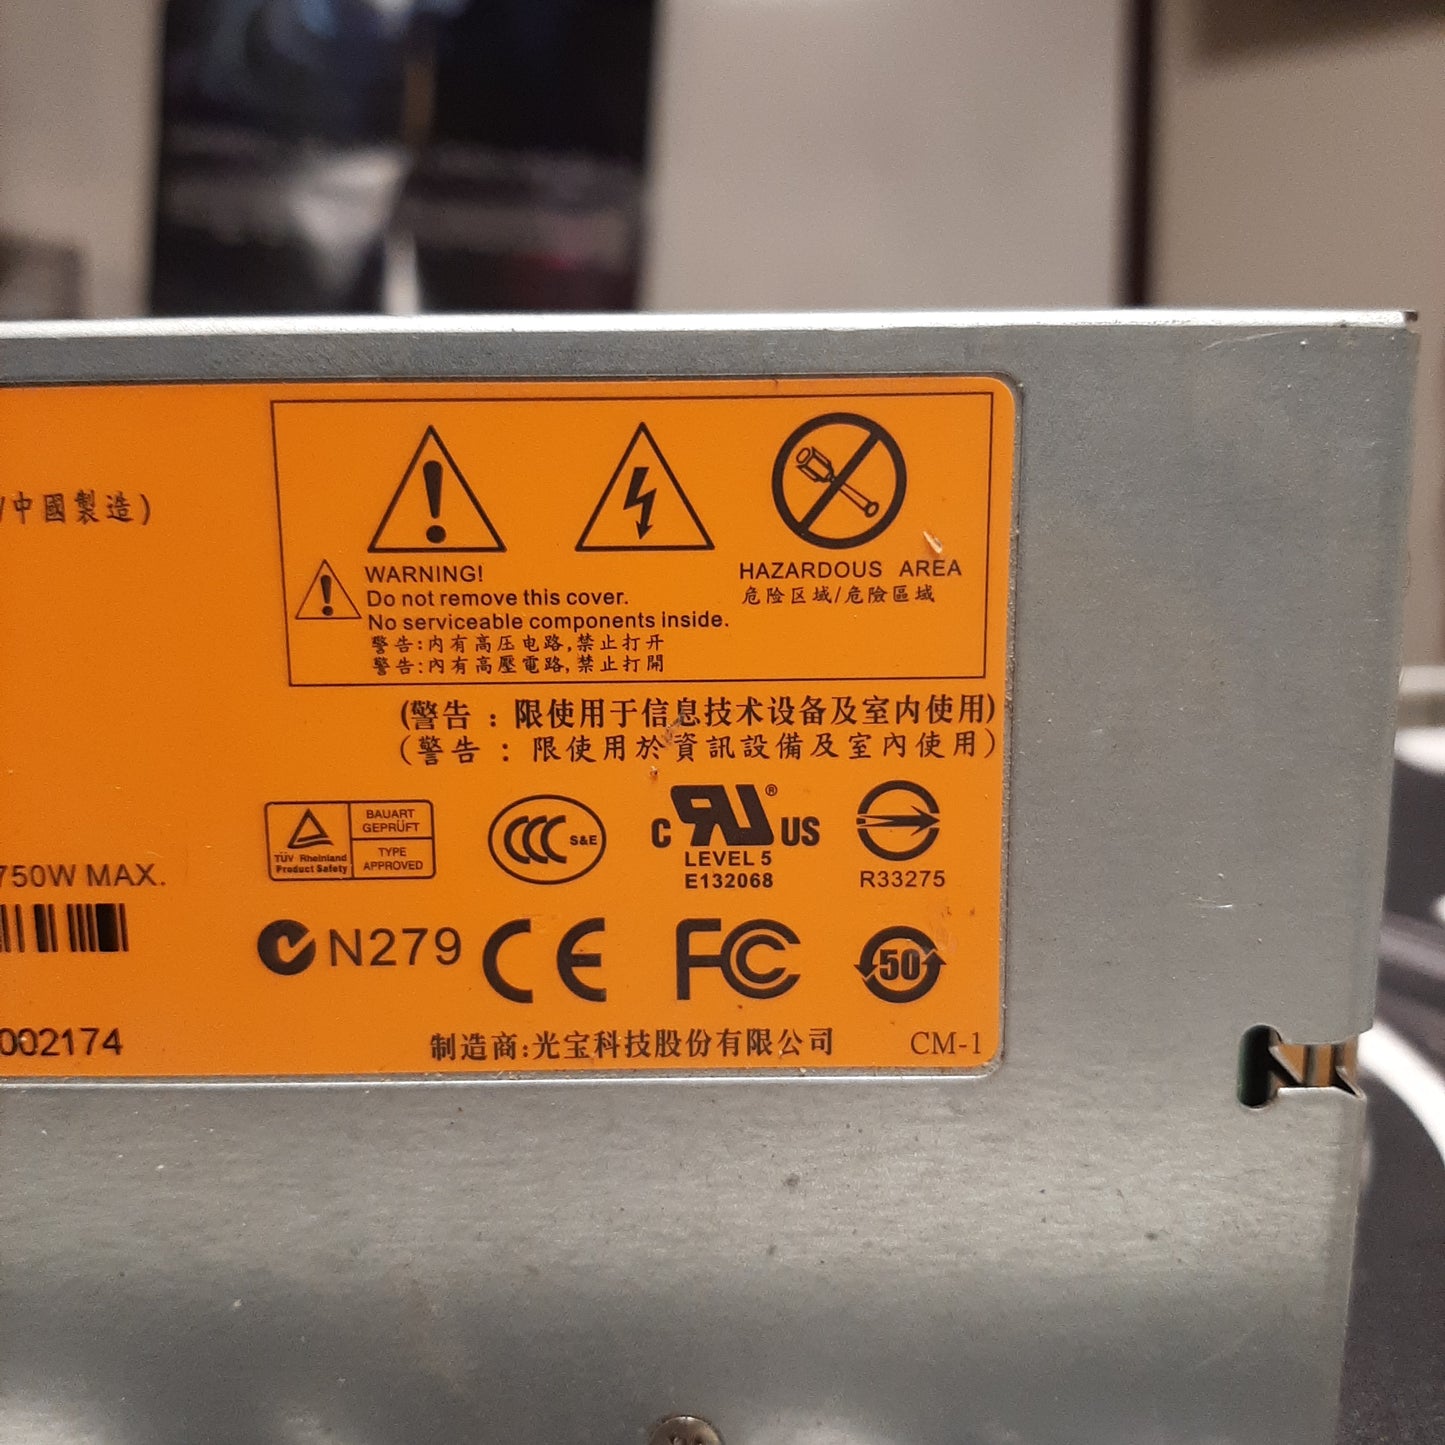 中國製造)
WARNING!
Do not remove this cover.
No serviceable components inside.
警告:内有高压电路,禁止打开
警告:內有高壓電路,禁止打開
HAZARDOUS AREA
危险区域/危險區域
(警告：限使用于信息技术设备及室内使用)
(警告：限使用於資訊設備及室內使用)
TÜV Rheinland
Product Safety
BAUART
GEPRÜFT
TYPE
APPROVED
CCC S&E
C RU ® US
LEVEL 5
E132068
R33275
750W MAX.
N279
CE
FC
50
002174
制造商:光宝科技股份有限公司
CM-1